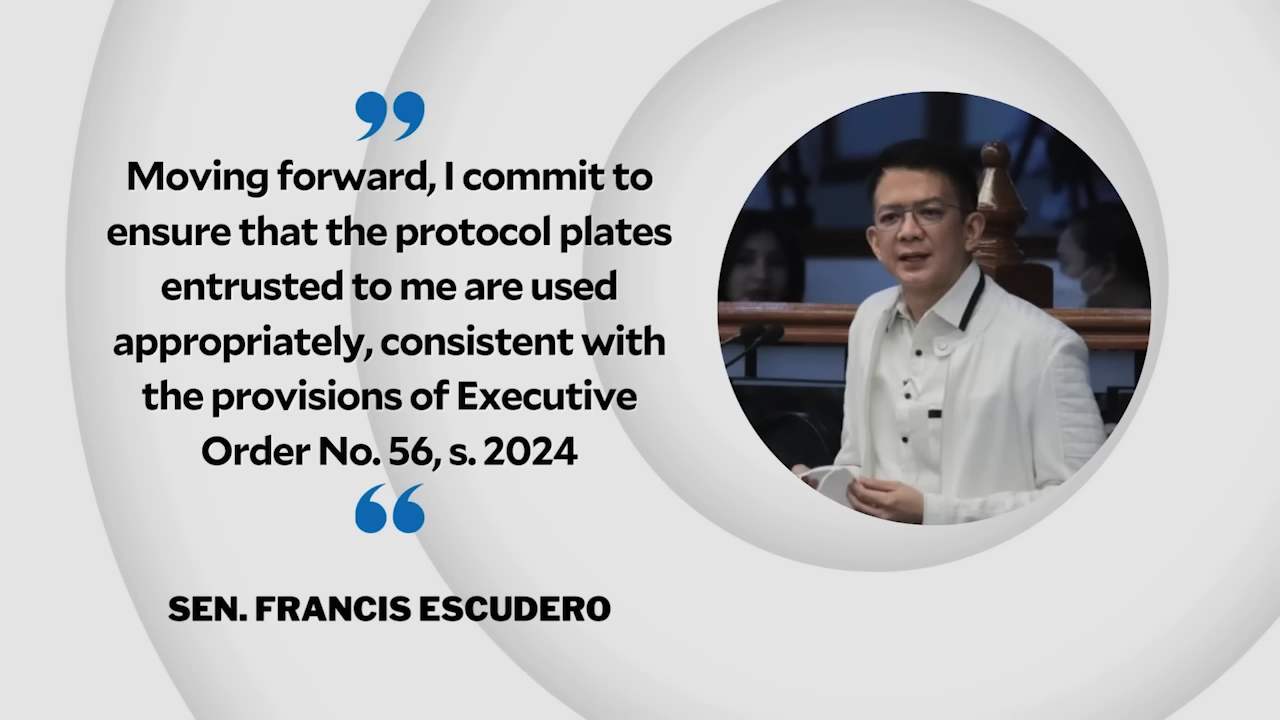 ”
Moving forward, I commit to
ensure that the protocol plates
entrusted to me are used
appropriately, consistent with
the provisions of Executive
Order No. 56, s. 2024
“
SEN. FRANCIS ESCUDERO